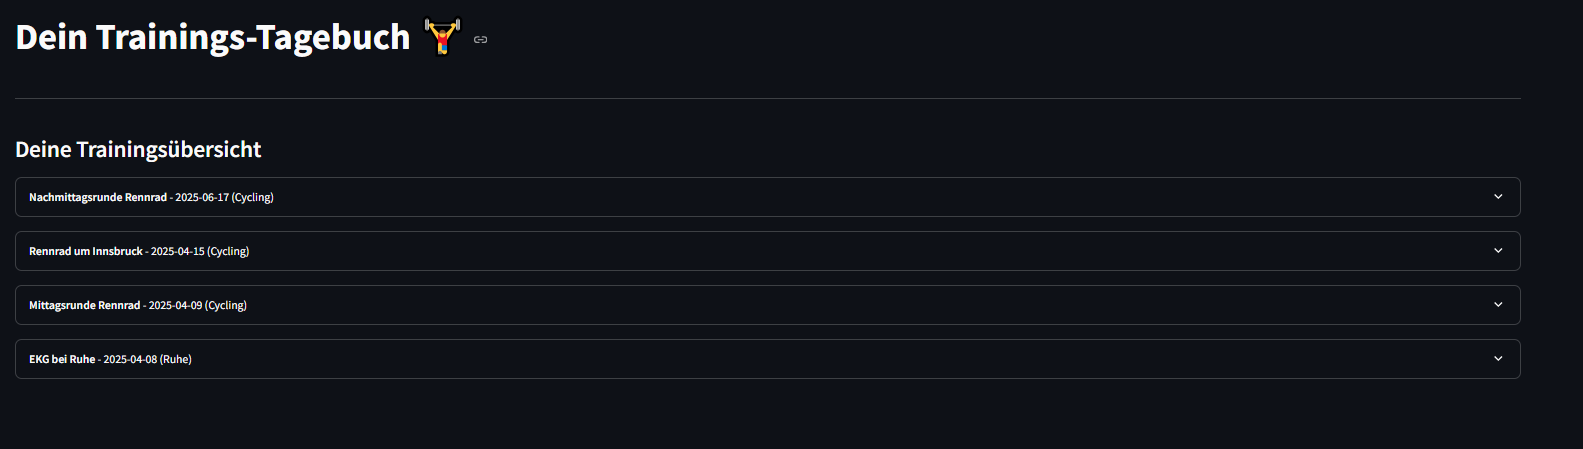 Dein Trainings-Tagebuch 🏋️
Deine Trainingsübersicht
Nachmittagsrunde Rennrad - 2025-06-17 (Cycling)
Rennrad um Innsbruck - 2025-04-15 (Cycling)
Mittagsrunde Rennrad - 2025-04-09 (Cycling)
EKG bei Ruhe - 2025-04-08 (Ruhe)